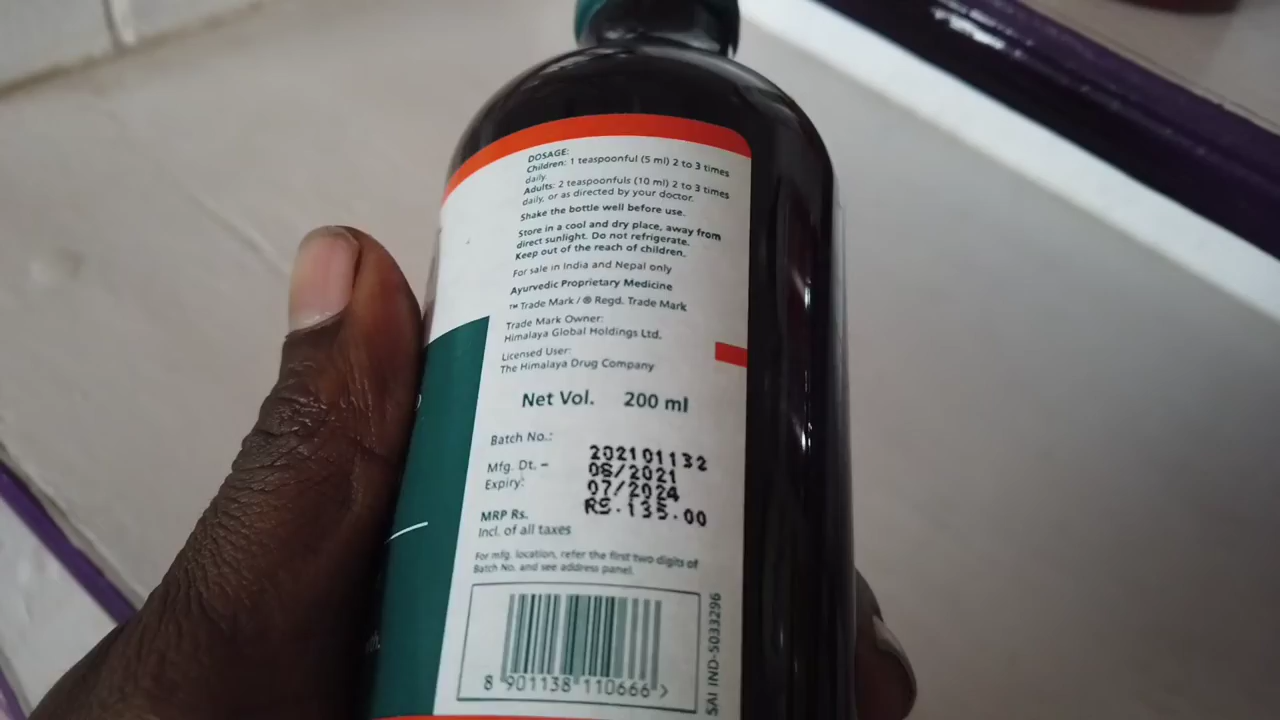 DOSAGE:
Children: 1 teaspoonful (5 ml) 2 to 3 times
daily.
Adults: 2 teaspoonfuls (10 ml) 2 to 3 times
daily, or as directed by your doctor.
Shake the bottle well before use.
Store in a cool and dry place, away from
direct sunlight. Do not refrigerate.
Keep out of the reach of children.
For sale in India and Nepal only
Ayurvedic Proprietary Medicine
™ Trade Mark / ® Regd. Trade Mark
Trade Mark Owner:
Himalaya Global Holdings Ltd.
Licensed User:
The Himalaya Drug Company
Net Vol. 200 ml
Batch No.: 202101132
Mfg. Dt. – 08/2021
Expiry: 07/2024
MRP Rs. RS.135.00
Incl. of all taxes
For mfg. location, refer the first two digits of
Batch No. and see address panel.
8 901138 110666 >
SAI IND-5033296